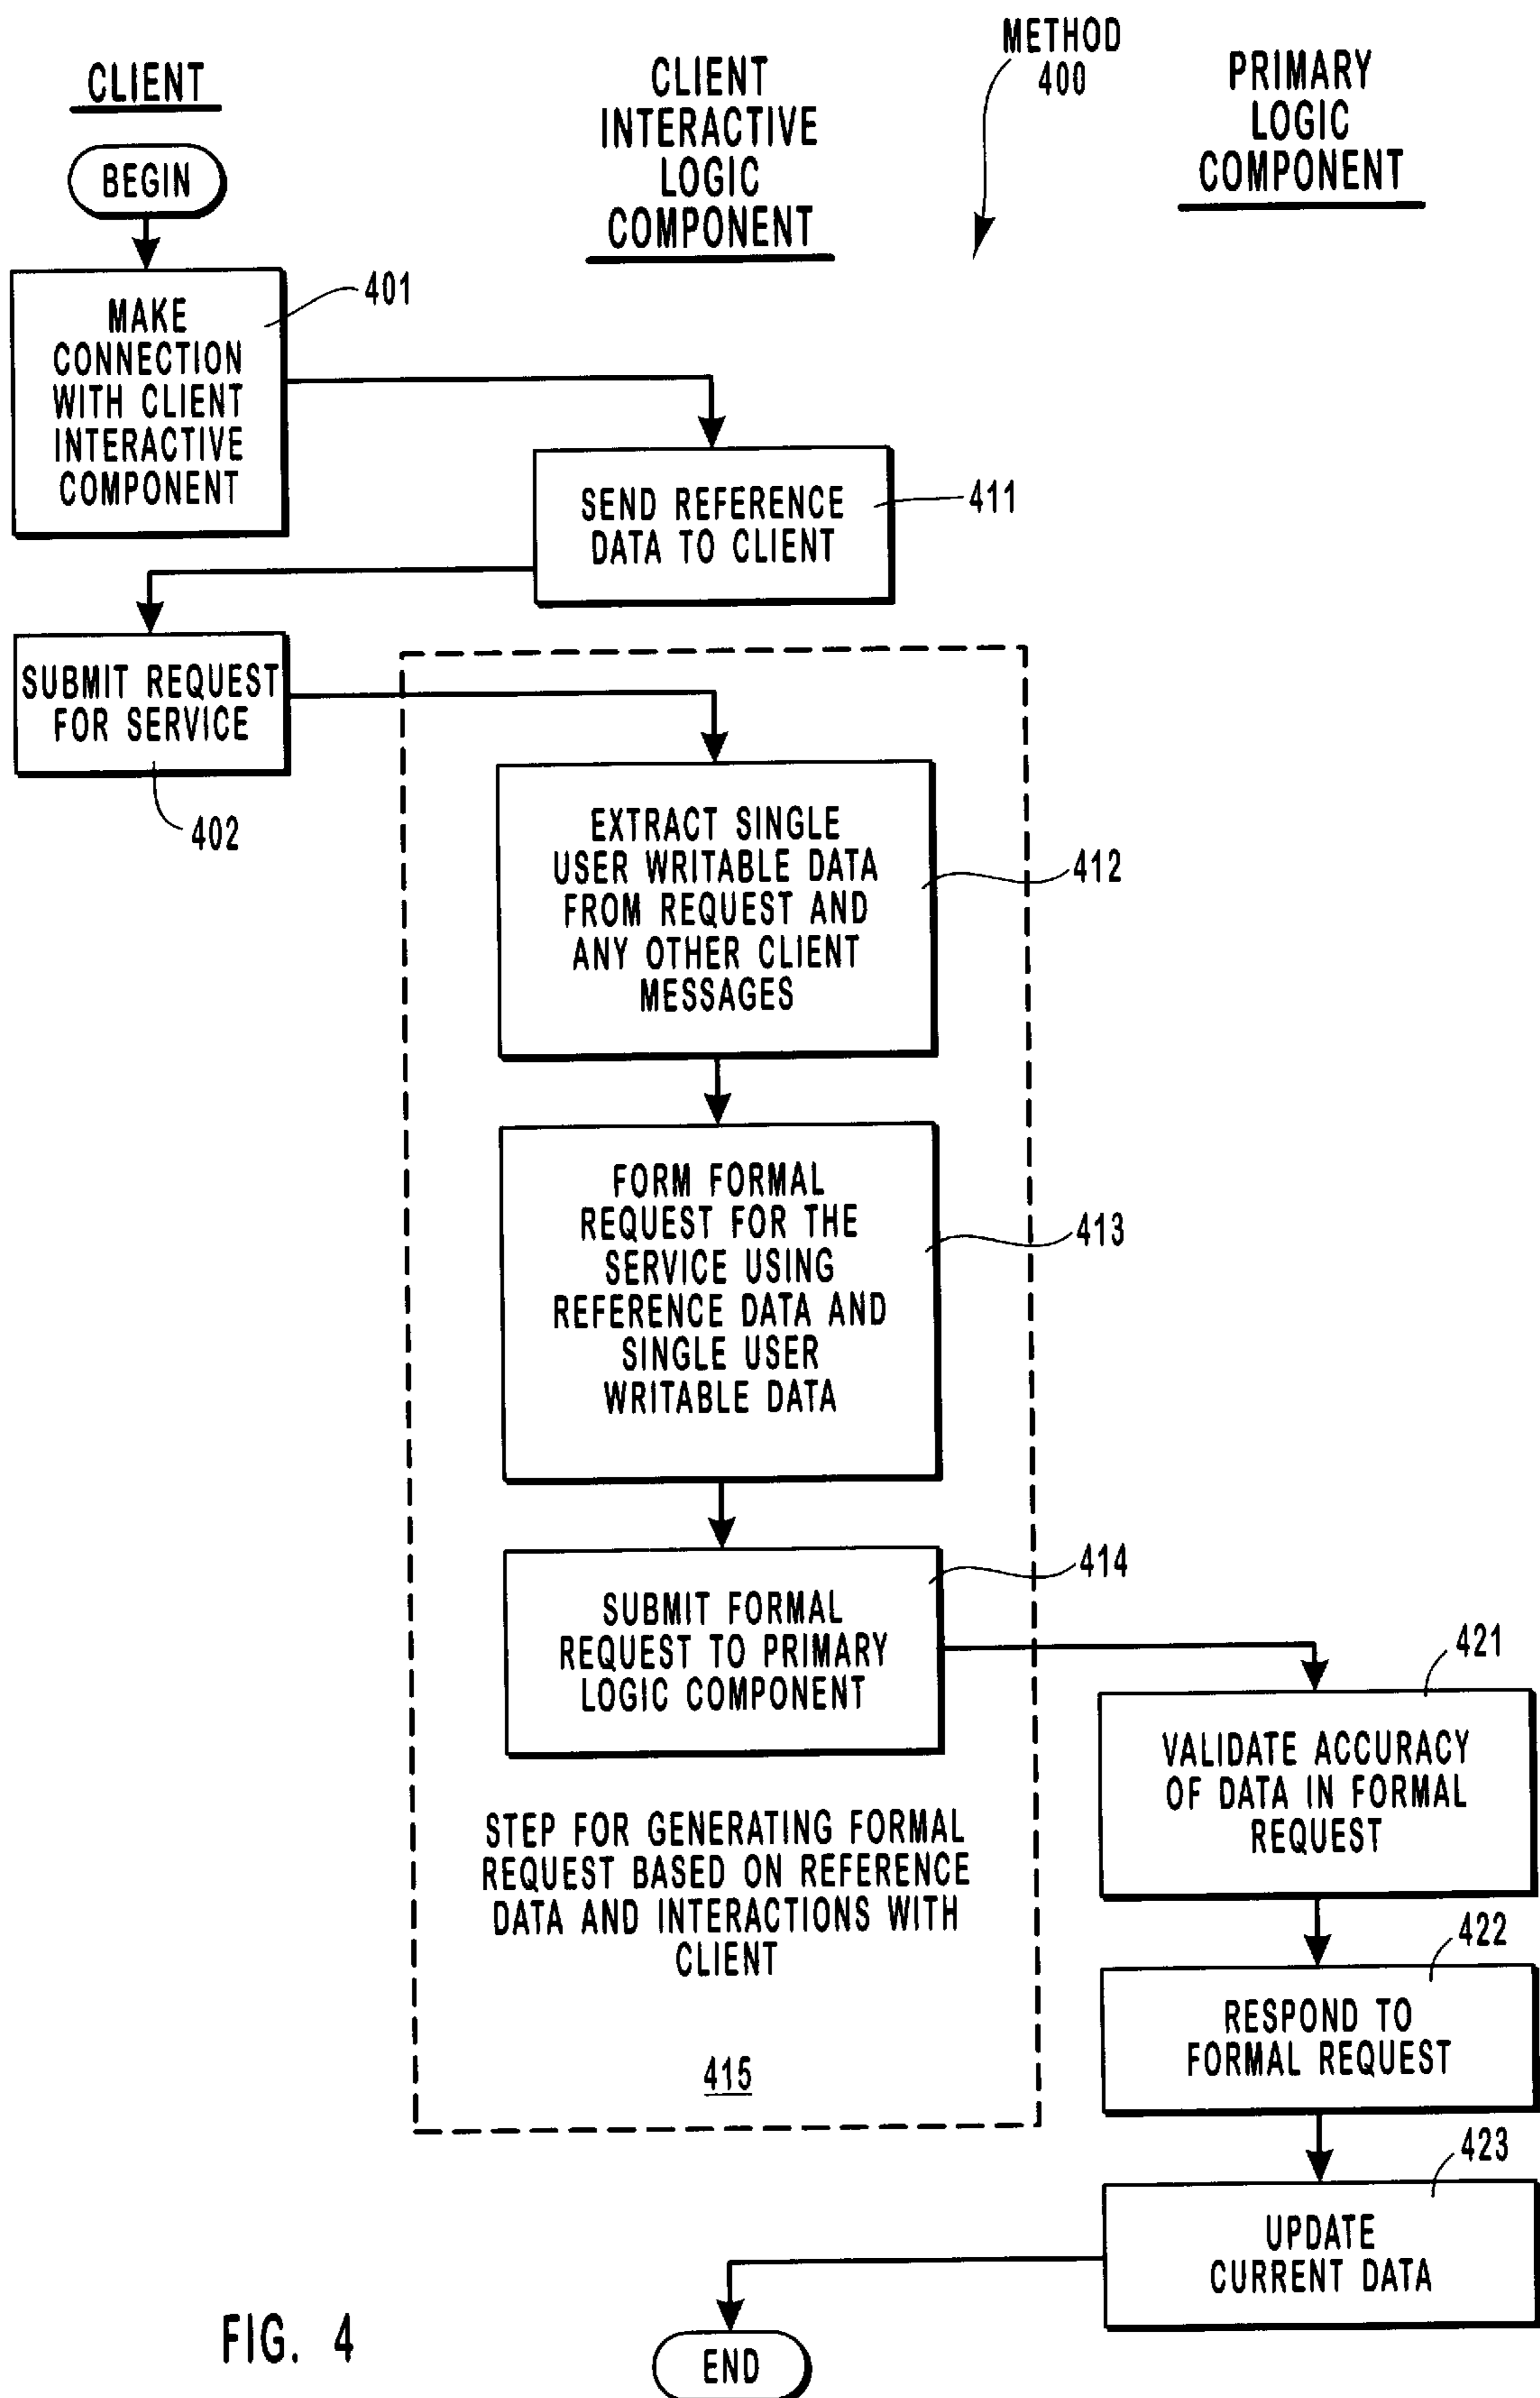 METHOD
400
CLIENT
CLIENT
INTERACTIVE
LOGIC
COMPONENT
PRIMARY
LOGIC
COMPONENT
BEGIN
MAKE
CONNECTION
WITH CLIENT
INTERACTIVE
COMPONENT
401
SEND REFERENCE
DATA TO CLIENT
411
SUBMIT REQUEST
FOR SERVICE
402
EXTRACT SINGLE
USER WRITABLE DATA
FROM REQUEST AND
ANY OTHER CLIENT
MESSAGES
412
FORM FORMAL
REQUEST FOR THE
SERVICE USING
REFERENCE DATA AND
SINGLE USER
WRITABLE DATA
413
SUBMIT FORMAL
REQUEST TO PRIMARY
LOGIC COMPONENT
414
STEP FOR GENERATING FORMAL
REQUEST BASED ON REFERENCE
DATA AND INTERACTIONS WITH
CLIENT
415
421
VALIDATE ACCURACY
OF DATA IN FORMAL
REQUEST
422
RESPOND TO
FORMAL REQUEST
423
UPDATE
CURRENT DATA
END
FIG. 4